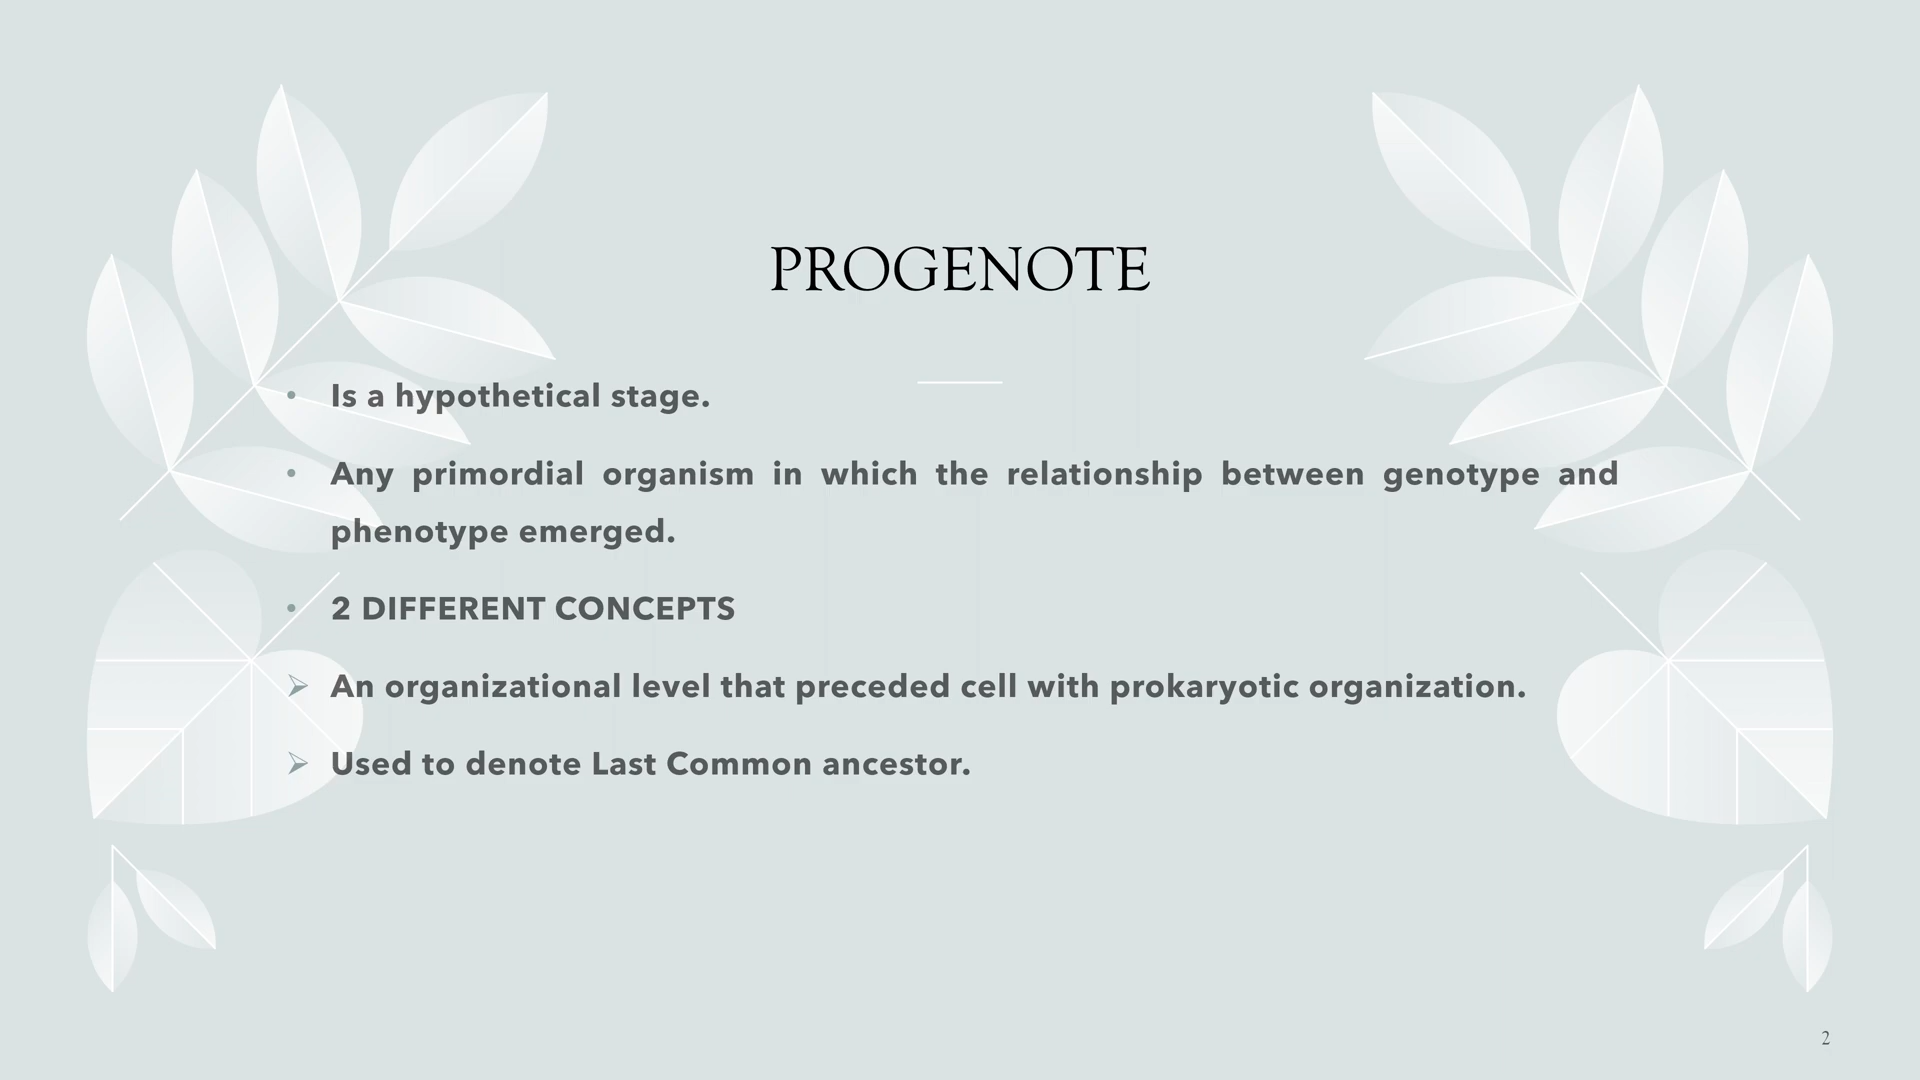 PROGENOTE
• Is a hypothetical stage.
• Any primordial organism in which the relationship between genotype and
phenotype emerged.
• 2 DIFFERENT CONCEPTS
➢ An organizational level that preceded cell with prokaryotic organization.
➢ Used to denote Last Common ancestor.
2